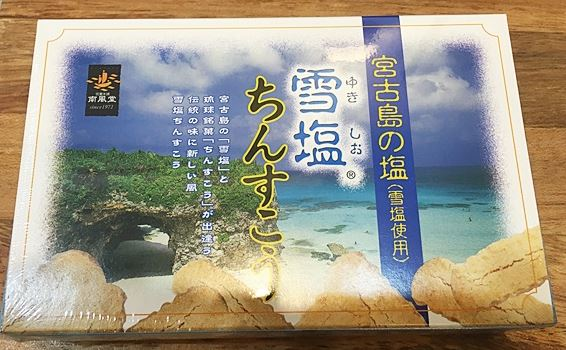 宮古島の塩(雪塩使用)
雪塩®
ゆき しお
ちんすこう
宮古島の「雪塩」と
琉球銘菓「ちんすこう」が出逢う
伝統の味に新しい風
雪塩ちんすこう
南風堂
since1971